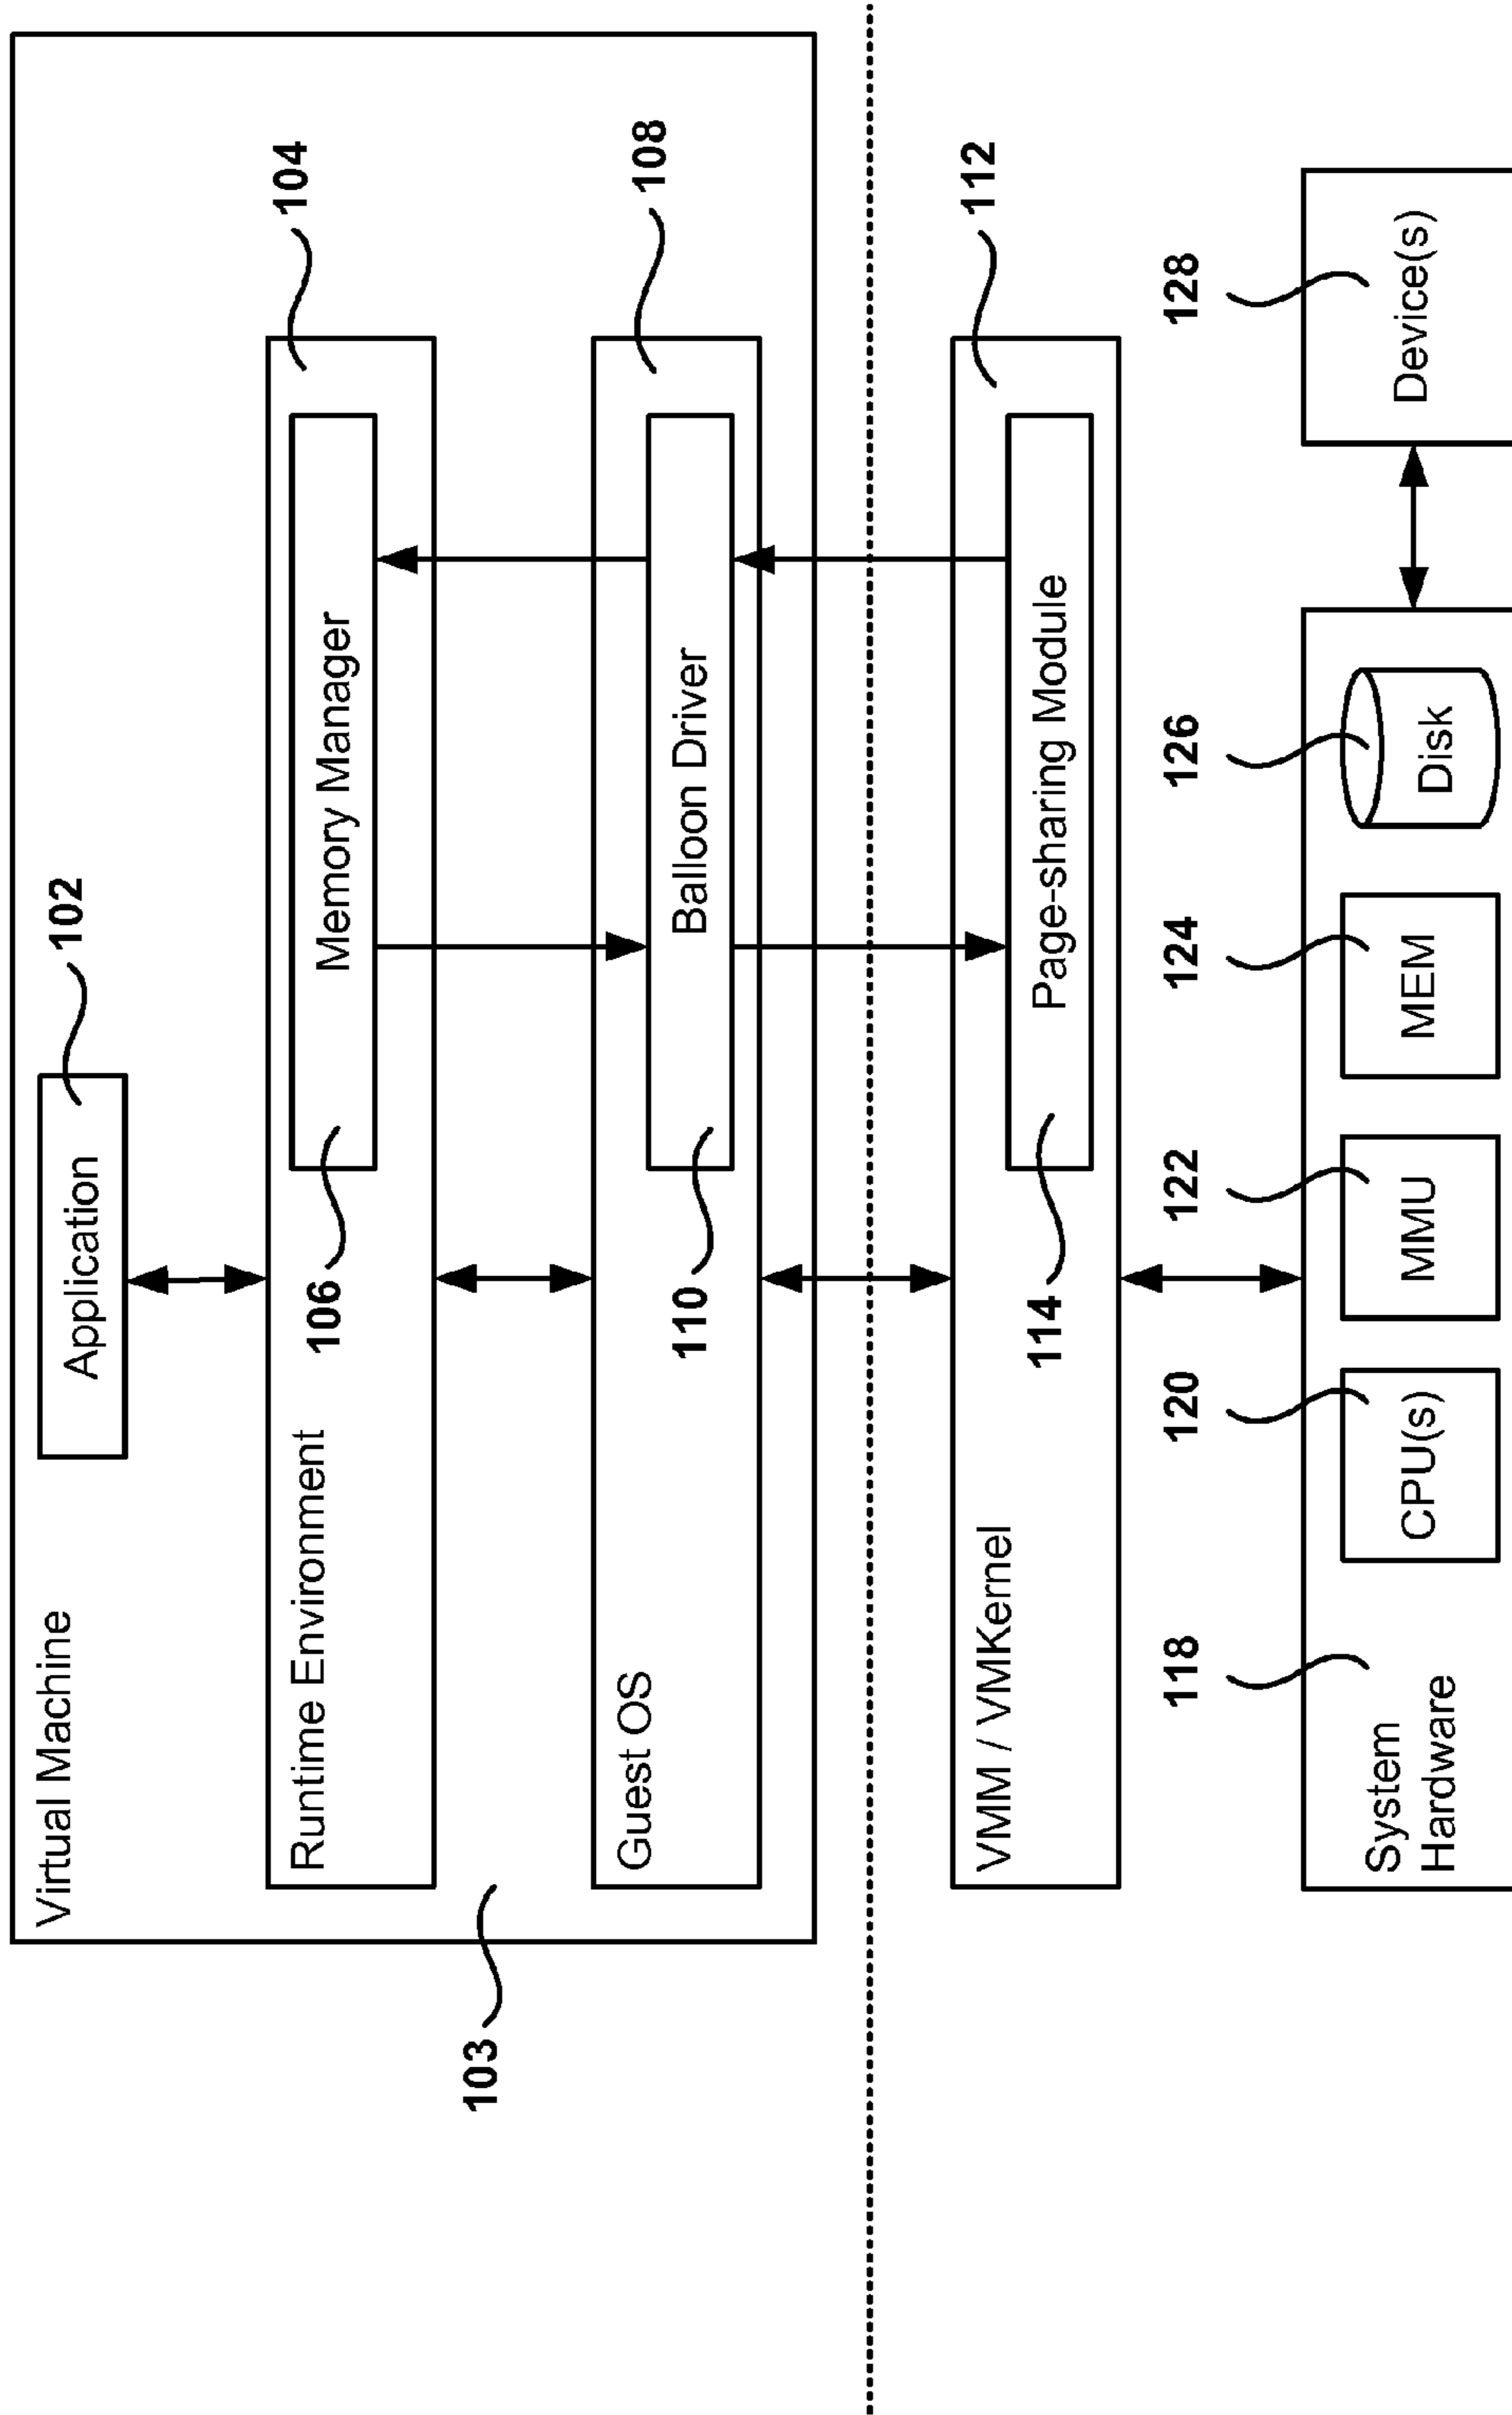 Virtual Machine
Application
102
103
Runtime Environment
104
Memory Manager
106
Guest OS
108
Balloon Driver
110
VMM / VMKernel
112
Page-sharing Module
114
118
120
122
124
126
128
System
Hardware
CPU(s)
MMU
MEM
Disk
Device(s)